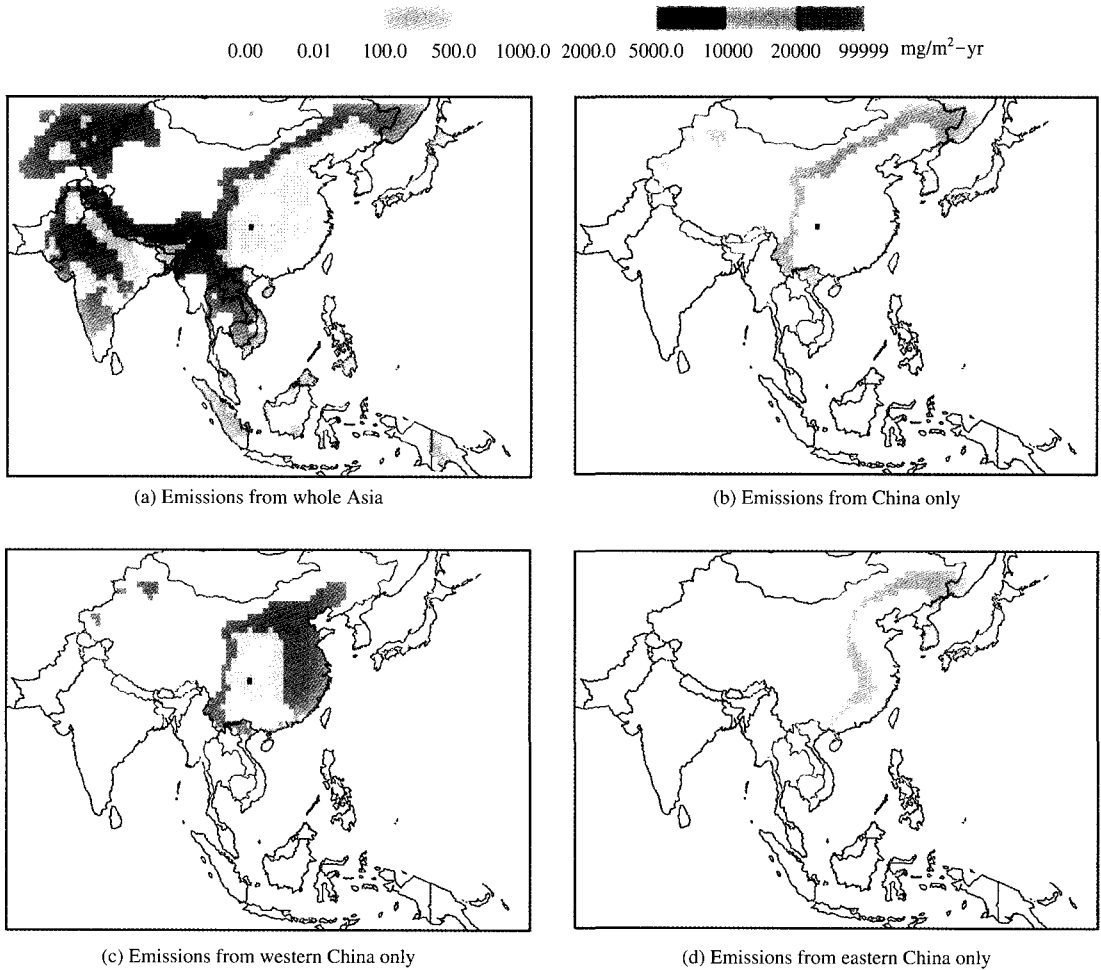 0.00 0.01 100.0 500.0 1000.0 2000.0 5000.0 10000 20000 99999 mg/m²−yr
(a) Emissions from whole Asia
(b) Emissions from China only
(c) Emissions from western China only
(d) Emissions from eastern China only